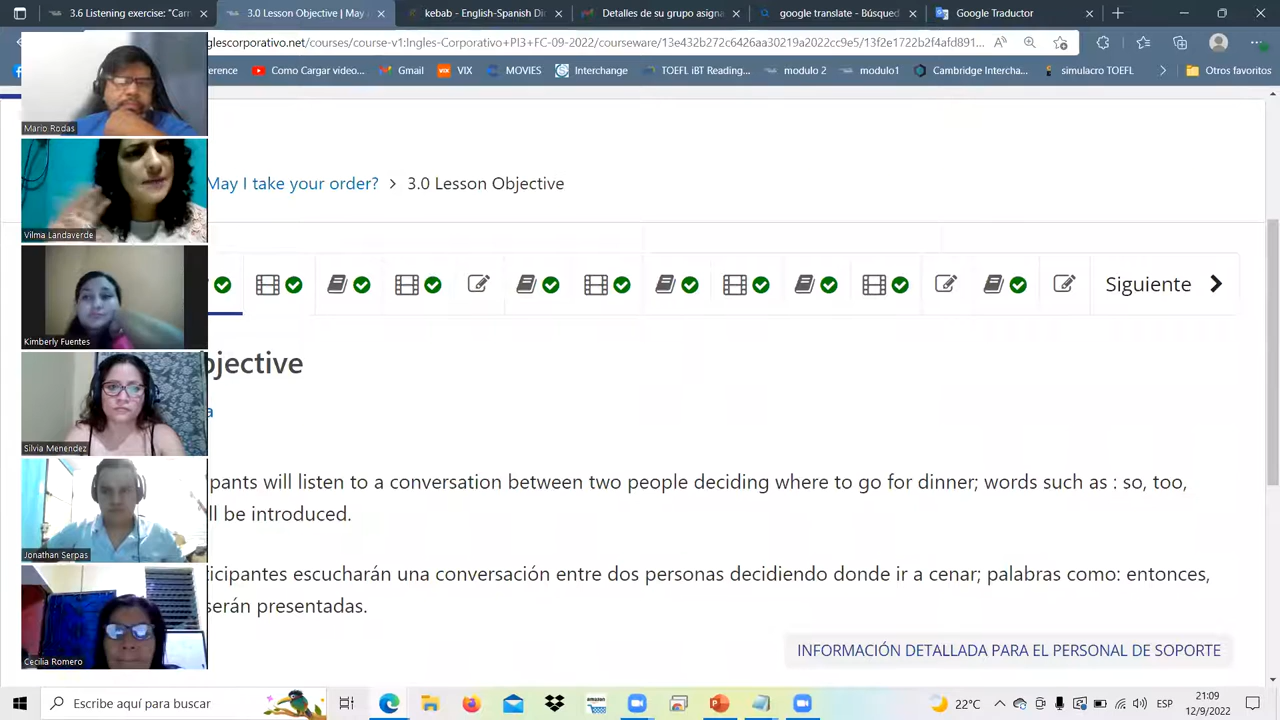 3.6 Listening exercise: "Cam
3.0 Lesson Objective | May I
kebab - English-Spanish Di
Detalles de su grupo asigna
google translate - Búsqued
Google Traductor
glescorporativo.net/courses/course-v1:Ingles-Corporativo+PI3+FC-09-2022/courseware/13e432b272c6426aa30219a2022cc9e5/13f2e1722b2f4afd891...
ference
Como Cargar video...
Gmail
VIX
MOVIES
Interchange
TOEFL iBT Reading...
modulo 2
modulo1
Cambridge Intercha...
simulacro TOEFL
Otros favoritos
May I take your order? > 3.0 Lesson Objective
Siguiente
bjective
a
pants will listen to a conversation between two people deciding where to go for dinner; words such as : so, too,
ll be introduced.
ticipantes escucharán una conversación entre dos personas decidiendo donde ir a cenar; palabras como: entonces,
serán presentadas.
INFORMACIÓN DETALLADA PARA EL PERSONAL DE SOPORTE
Mario Rodas
Vilma Landaverde
Kimberly Fuentes
Silvia Menendez
Jonathan Serpas
Cecilia Romero
Escribe aquí para buscar
amazon
22°C
ESP
21:09
12/9/2022